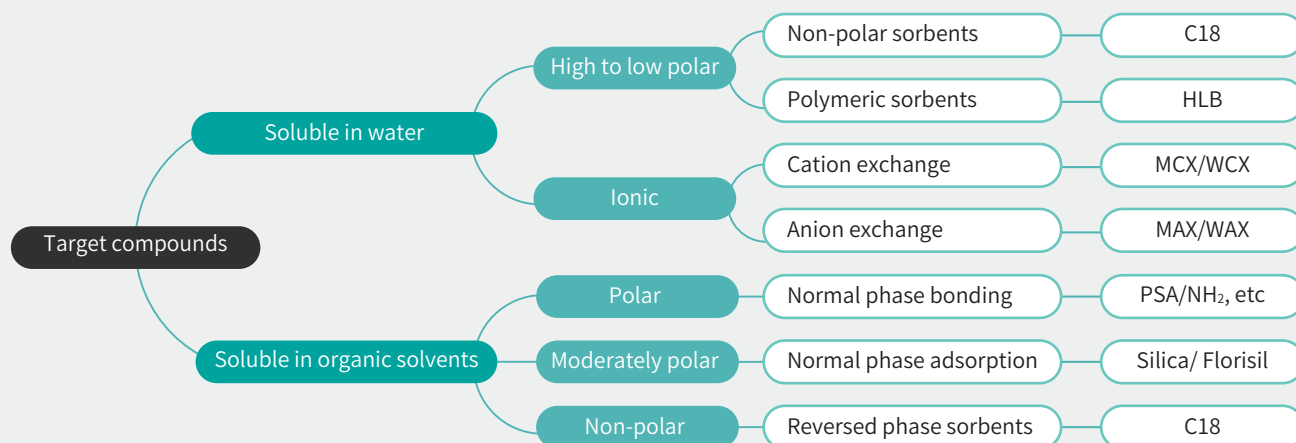 Target compounds
Soluble in water
High to low polar
Non-polar sorbents
C18
Polymeric sorbents
HLB
Ionic
Cation exchange
MCX/WCX
Anion exchange
MAX/WAX
Soluble in organic solvents
Polar
Normal phase bonding
PSA/NH₂, etc
Moderately polar
Normal phase adsorption
Silica/ Florisil
Non-polar
Reversed phase sorbents
C18